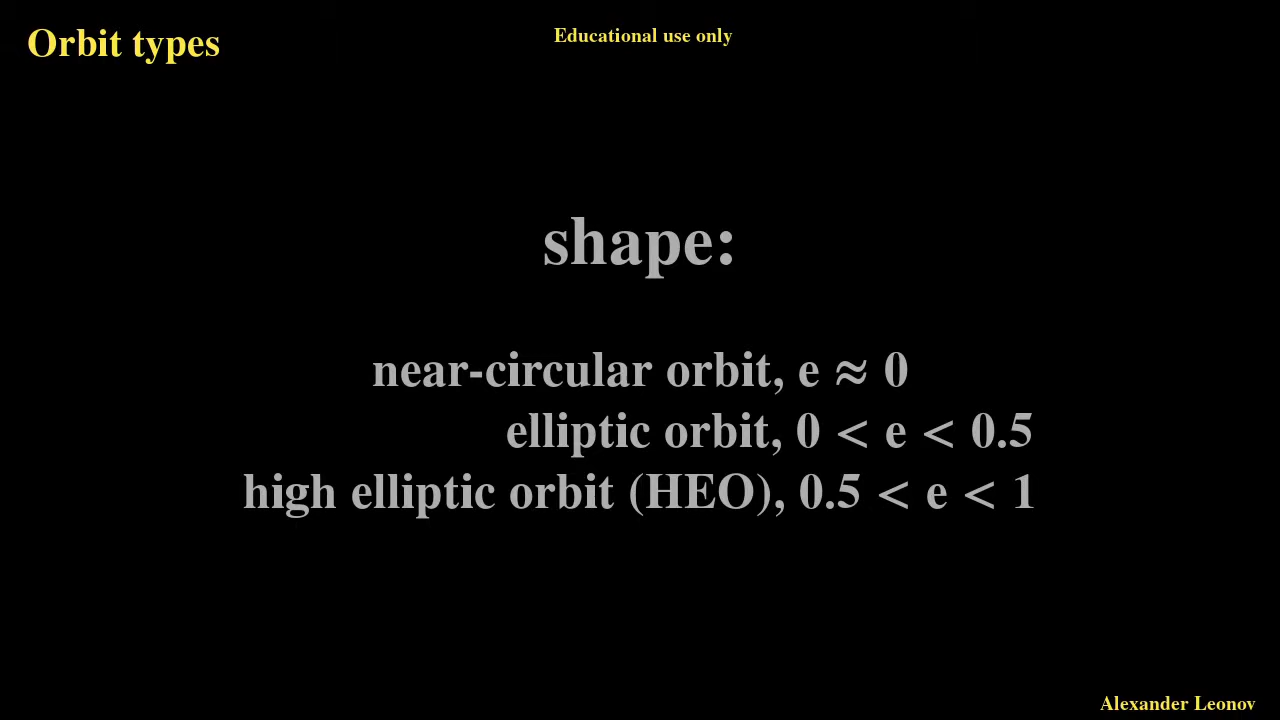 Orbit types
Educational use only
shape:
near-circular orbit, e ≈ 0
elliptic orbit, 0 < e < 0.5
high elliptic orbit (HEO), 0.5 < e < 1
Alexander Leonov